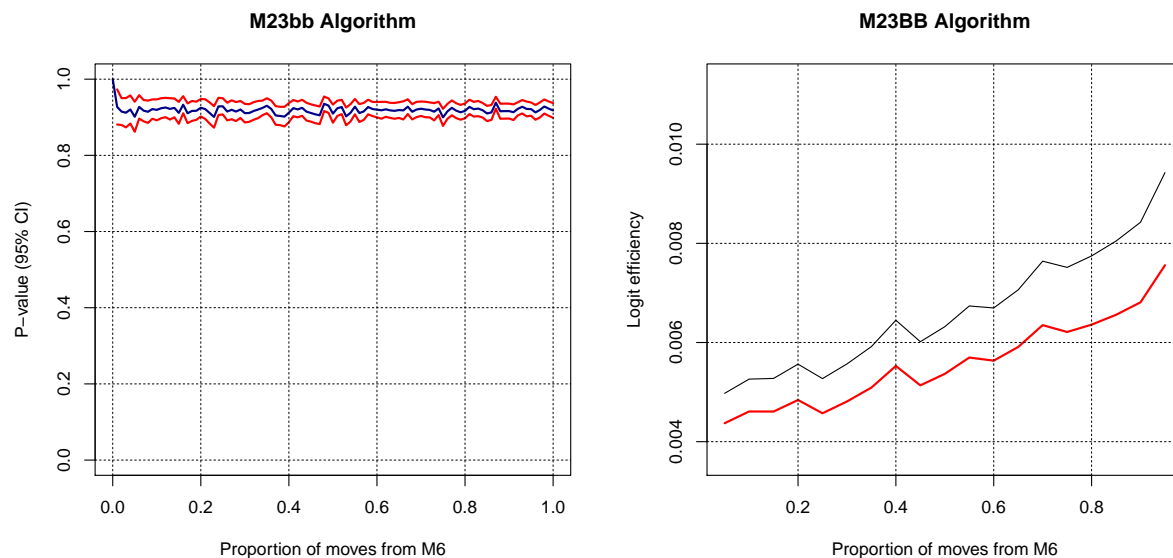 M23bb Algorithm
P−value (95% CI)
1.0
0.8
0.6
0.4
0.2
0.0
0.0 0.2 0.4 0.6 0.8 1.0
Proportion of moves from M6
M23BB Algorithm
Logit efficiency
0.010
0.008
0.006
0.004
0.2 0.4 0.6 0.8
Proportion of moves from M6